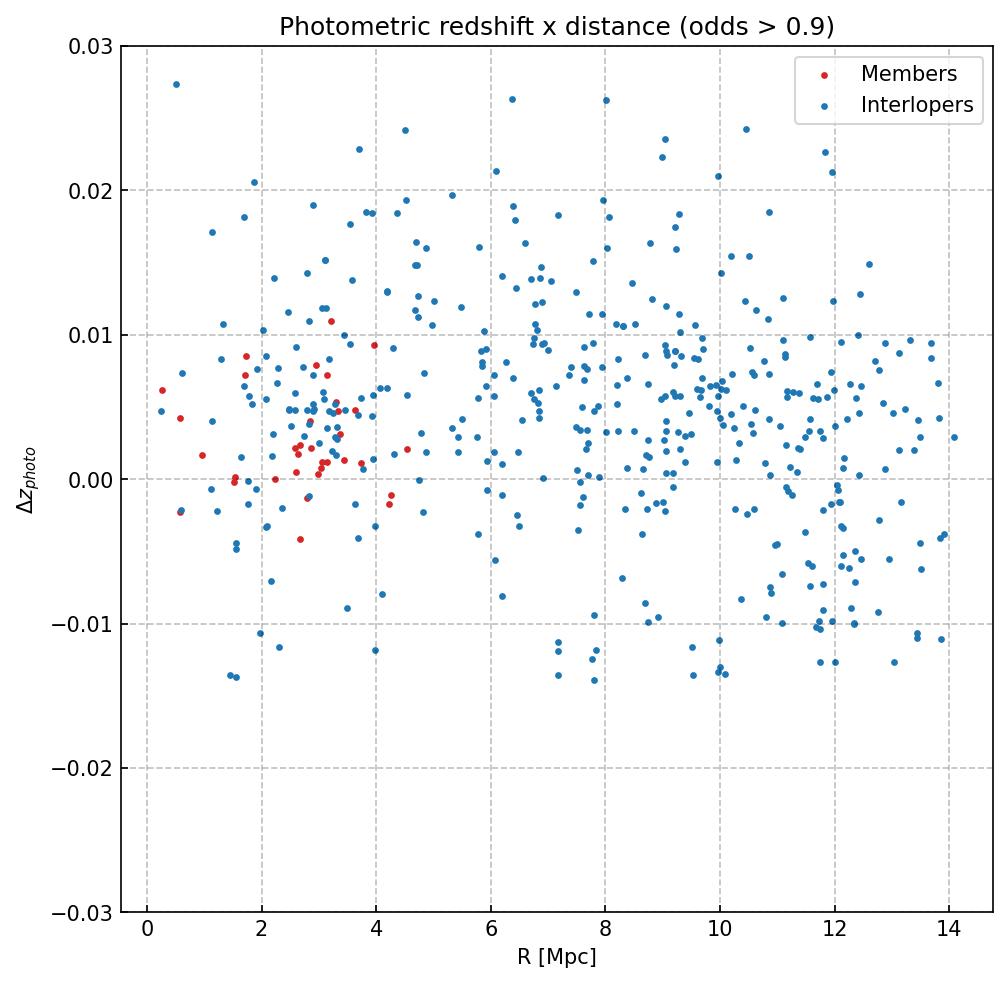 Photometric redshift x distance (odds > 0.9)
Members
Interlopers
0.03
0.02
0.01
0.00
−0.01
−0.02
−0.03
Δz_photo
0 2 4 6 8 10 12 14
R [Mpc]